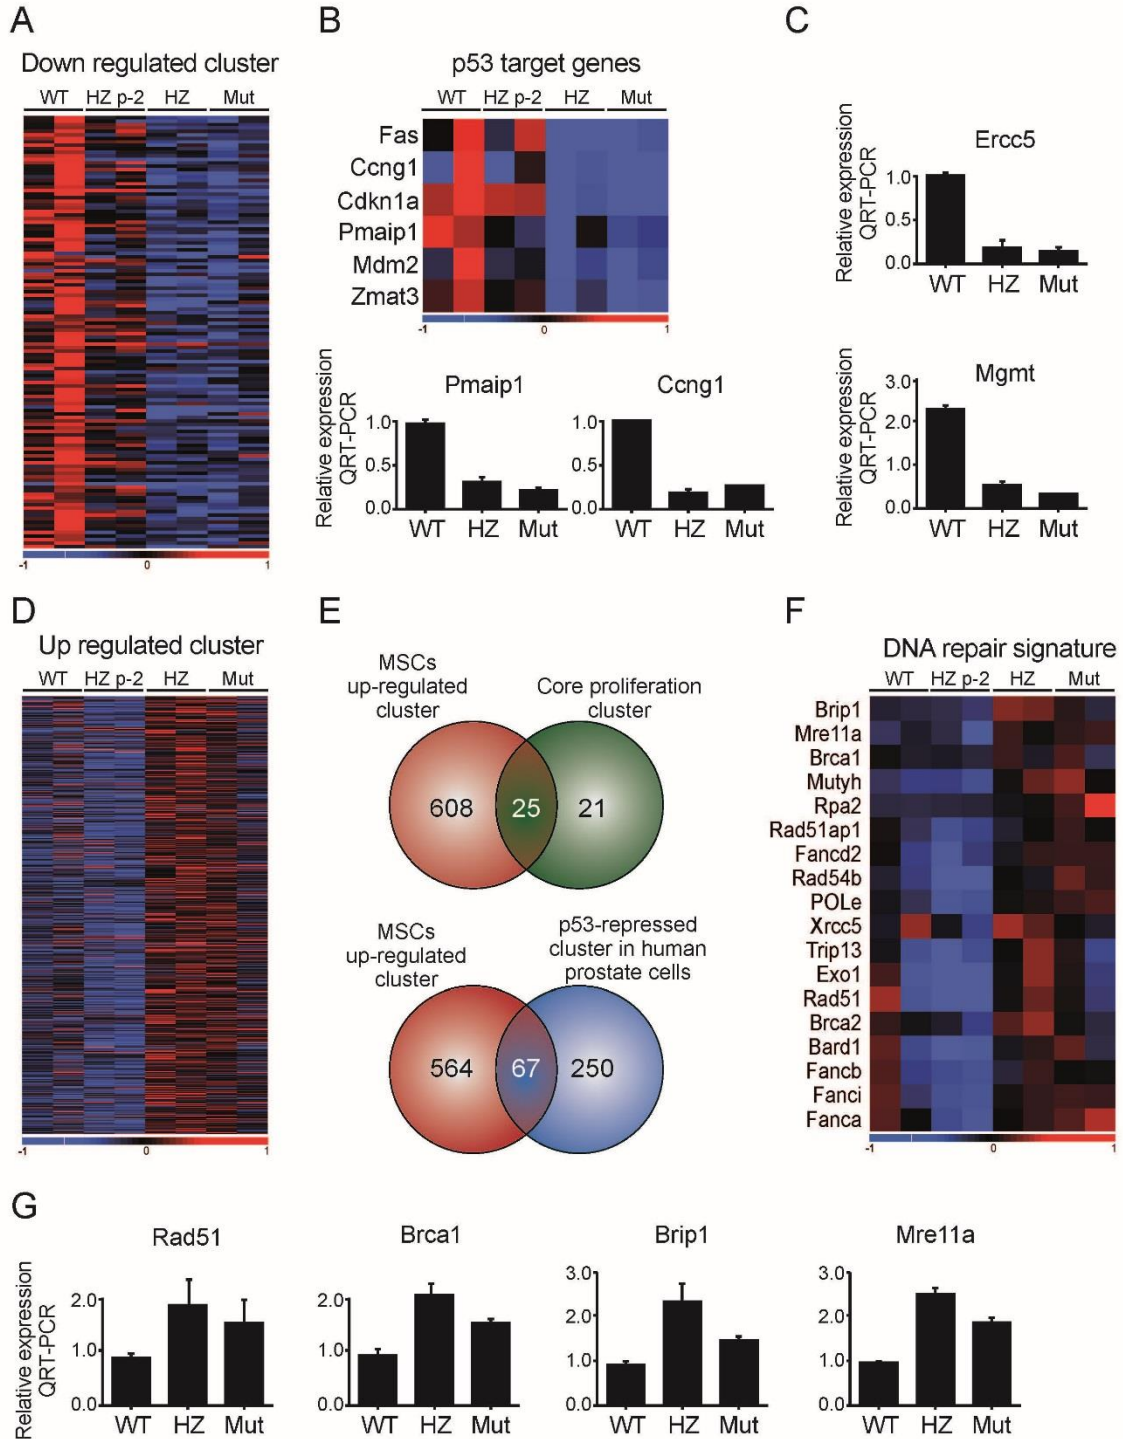 A
Down regulated cluster
WT HZ p-2 HZ Mut
-1 0 1
B
p53 target genes
WT HZ p-2 HZ Mut
Fas
Ccng1
Cdkn1a
Pmaip1
Mdm2
Zmat3
-1 0 1
Relative expression
QRT-PCR
Pmaip1
1.0
0.5
0.0
WT HZ Mut
Ccng1
1.0
0.5
0.0
WT HZ Mut
C
Relative expression
QRT-PCR
Ercc5
1.0
0.5
0.0
WT HZ Mut
Relative expression
QRT-PCR
Mgmt
3.0
2.0
1.0
0.0
WT HZ Mut
D
Up regulated cluster
WT HZ p-2 HZ Mut
-1 0 1
E
MSCs
up-regulated
cluster
Core proliferation
cluster
608 25 21
MSCs
up-regulated
cluster
p53-repressed
cluster in human
prostate cells
564 67 250
F
DNA repair signature
WT HZ p-2 HZ Mut
Brip1
Mre11a
Brca1
Mutyh
Rpa2
Rad51ap1
Fancd2
Rad54b
POLe
Xrcc5
Trip13
Exo1
Rad51
Brca2
Bard1
Fancb
Fanci
Fanca
-1 0 1
G
Relative expression
QRT-PCR
Rad51
2.0
1.0
0.0
WT HZ Mut
Brca1
2.0
1.0
0.0
WT HZ Mut
Brip1
3.0
2.0
1.0
0.0
WT HZ Mut
Mre11a
3.0
2.0
1.0
0.0
WT HZ Mut